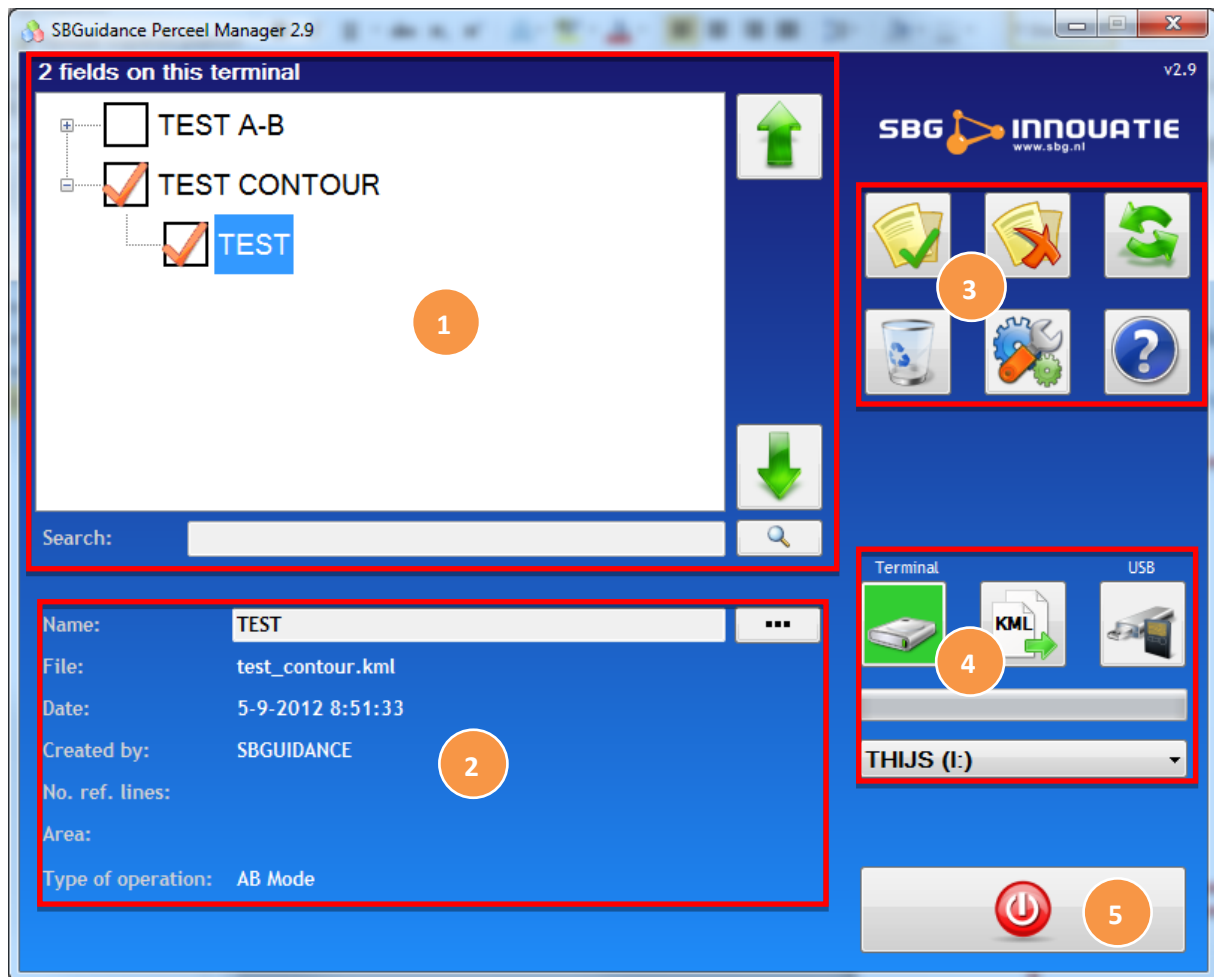 SBGuidance Perceel Manager 2.9
2 fields on this terminal
v2.9
TEST A-B
TEST CONTOUR
TEST
1
Search:
SBG INNOVATIE
www.sbg.nl
3
?
Name: TEST ...
File: test_contour.kml
Date: 5-9-2012 8:51:33
Created by: SBGUIDANCE
No. ref. lines:
Area:
Type of operation: AB Mode
2
Terminal USB
KML
4
THIJS (I:)
5